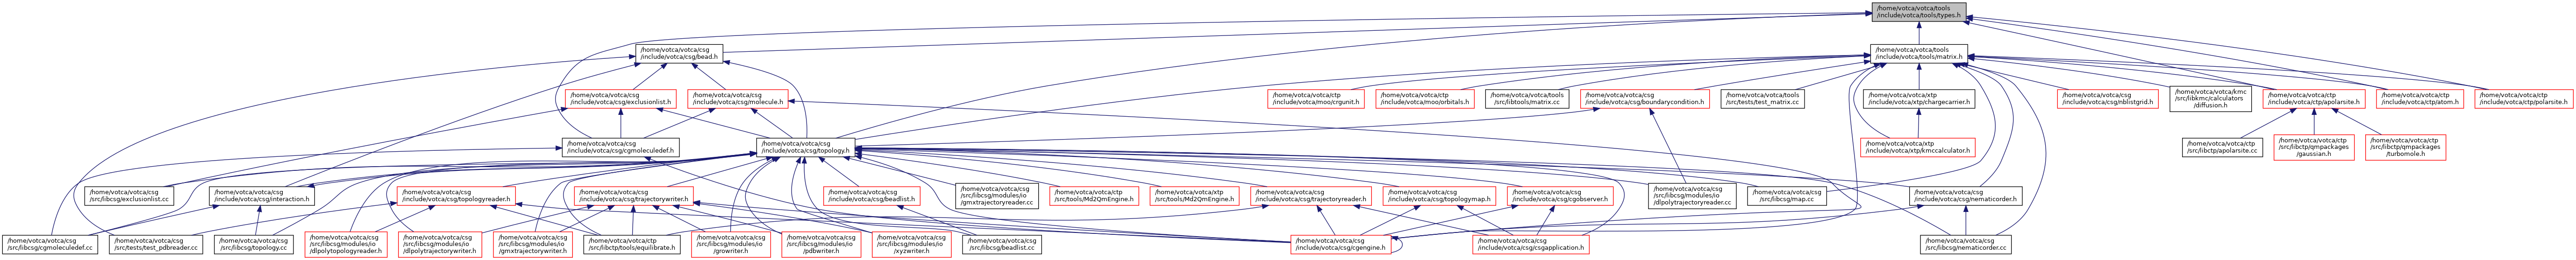 /home/votca/votca/tools
/include/votca/tools/types.h
/home/votca/votca/csg
/include/votca/csg/bead.h
/home/votca/votca/tools
/include/votca/tools/matrix.h
/home/votca/votca/csg
/include/votca/csg/exclusionlist.h
/home/votca/votca/csg
/include/votca/csg/molecule.h
/home/votca/votca/ctp
/include/votca/moo/crgunit.h
/home/votca/votca/ctp
/include/votca/moo/orbitals.h
/home/votca/votca/tools
/src/libtools/matrix.cc
/home/votca/votca/csg
/include/votca/csg/boundarycondition.h
/home/votca/votca/tools
/src/tests/test_matrix.cc
/home/votca/votca/xtp
/include/votca/xtp/chargecarrier.h
/home/votca/votca/csg
/include/votca/csg/nblistgrid.h
/home/votca/votca/kmc
/src/libkmc/calculators
/diffusion.h
/home/votca/votca/ctp
/include/votca/ctp/apolarsite.h
/home/votca/votca/ctp
/include/votca/ctp/atom.h
/home/votca/votca/ctp
/include/votca/ctp/polarsite.h
/home/votca/votca/csg
/include/votca/csg/cgmoleculedef.h
/home/votca/votca/csg
/include/votca/csg/topology.h
/home/votca/votca/xtp
/include/votca/xtp/kmccalculator.h
/home/votca/votca/ctp
/src/libctp/apolarsite.cc
/home/votca/votca/ctp
/src/libctp/qmpackages
/gaussian.h
/home/votca/votca/ctp
/src/libctp/qmpackages
/turbomole.h
/home/votca/votca/csg
/src/libcsg/exclusionlist.cc
/home/votca/votca/csg
/include/votca/csg/interaction.h
/home/votca/votca/csg
/include/votca/csg/topologyreader.h
/home/votca/votca/csg
/include/votca/csg/trajectorywriter.h
/home/votca/votca/csg
/include/votca/csg/beadlist.h
/home/votca/votca/csg
/src/libcsg/modules/io
/gmxtrajectoryreader.cc
/home/votca/votca/ctp
/src/tools/Md2QmEngine.h
/home/votca/votca/xtp
/src/tools/Md2QmEngine.h
/home/votca/votca/csg
/include/votca/csg/trajectoryreader.h
/home/votca/votca/csg
/include/votca/csg/topologymap.h
/home/votca/votca/csg
/include/votca/csg/cgobserver.h
/home/votca/votca/csg
/src/libcsg/modules/io
/dlpolytrajectoryreader.cc
/home/votca/votca/csg
/src/libcsg/map.cc
/home/votca/votca/csg
/include/votca/csg/nematicorder.h
/home/votca/votca/csg
/src/libcsg/cgmoleculedef.cc
/home/votca/votca/csg
/src/tests/test_pdbreader.cc
/home/votca/votca/csg
/src/libcsg/topology.cc
/home/votca/votca/csg
/src/libcsg/modules/io
/dlpolytopologyreader.h
/home/votca/votca/csg
/src/libcsg/modules/io
/dlpolytrajectorywriter.h
/home/votca/votca/csg
/src/libcsg/modules/io
/gmxtrajectorywriter.h
/home/votca/votca/ctp
/src/libctp/tools/equilibrate.h
/home/votca/votca/csg
/src/libcsg/modules/io
/growriter.h
/home/votca/votca/csg
/src/libcsg/modules/io
/pdbwriter.h
/home/votca/votca/csg
/src/libcsg/modules/io
/xyzwriter.h
/home/votca/votca/csg
/src/libcsg/beadlist.cc
/home/votca/votca/csg
/include/votca/csg/cgengine.h
/home/votca/votca/csg
/include/votca/csg/csgapplication.h
/home/votca/votca/csg
/src/libcsg/nematicorder.cc